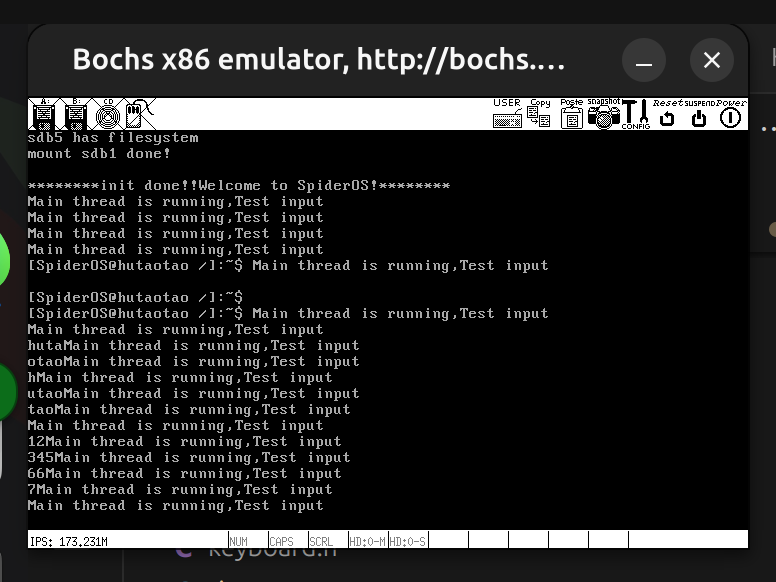 Bochs x86 emulator, http://bochs....
A: B: CD USER Copy Paste snapshot CONFIG Reset SUSPEND Power
sdb5 has filesystem
mount sdb1 done!
********init done!!Welcome to SpiderOS!********
Main thread is running,Test input
Main thread is running,Test input
Main thread is running,Test input
Main thread is running,Test input
[SpiderOS@hutaotao /]:~$ Main thread is running,Test input
[SpiderOS@hutaotao /]:~$
[SpiderOS@hutaotao /]:~$ Main thread is running,Test input
Main thread is running,Test input
hutaMain thread is running,Test input
otaoMain thread is running,Test input
hMain thread is running,Test input
utaoMain thread is running,Test input
taoMain thread is running,Test input
Main thread is running,Test input
12Main thread is running,Test input
345Main thread is running,Test input
66Main thread is running,Test input
7Main thread is running,Test input
Main thread is running,Test input
IPS: 173.231M NUM CAPS SCRL HD:0-M HD:0-S
keyboard.h